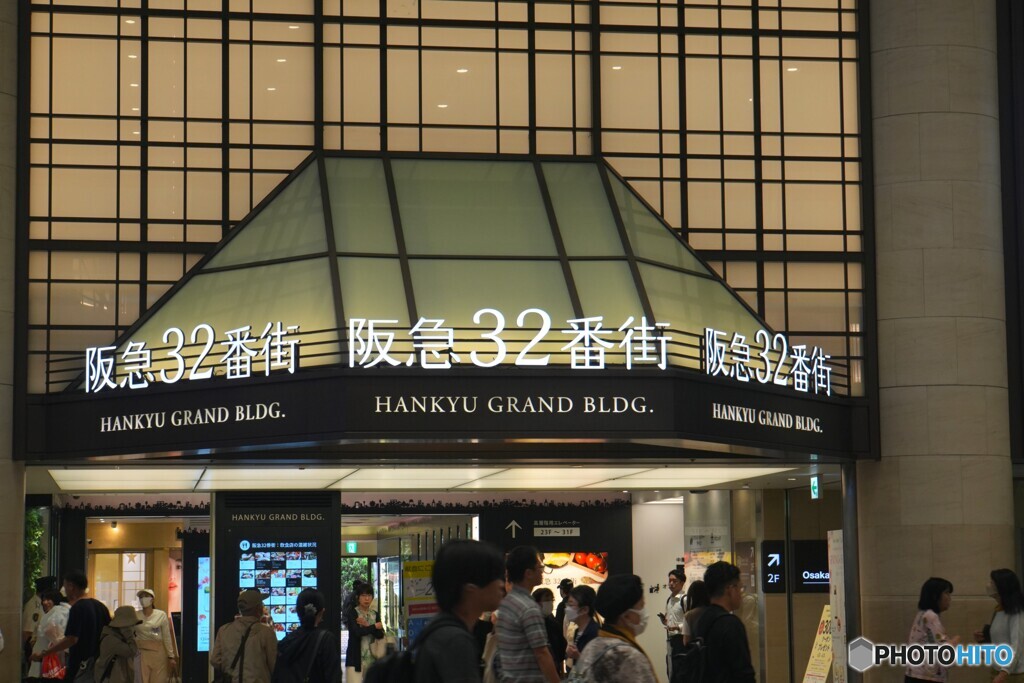 阪急32番街
阪急32番街
阪急32番街
HANKYU GRAND BLDG.
HANKYU GRAND BLDG.
HANKYU GRAND BLDG.
HANKYU GRAND BLDG.
23F～31F
2F
Osaka
PHOTOHITO